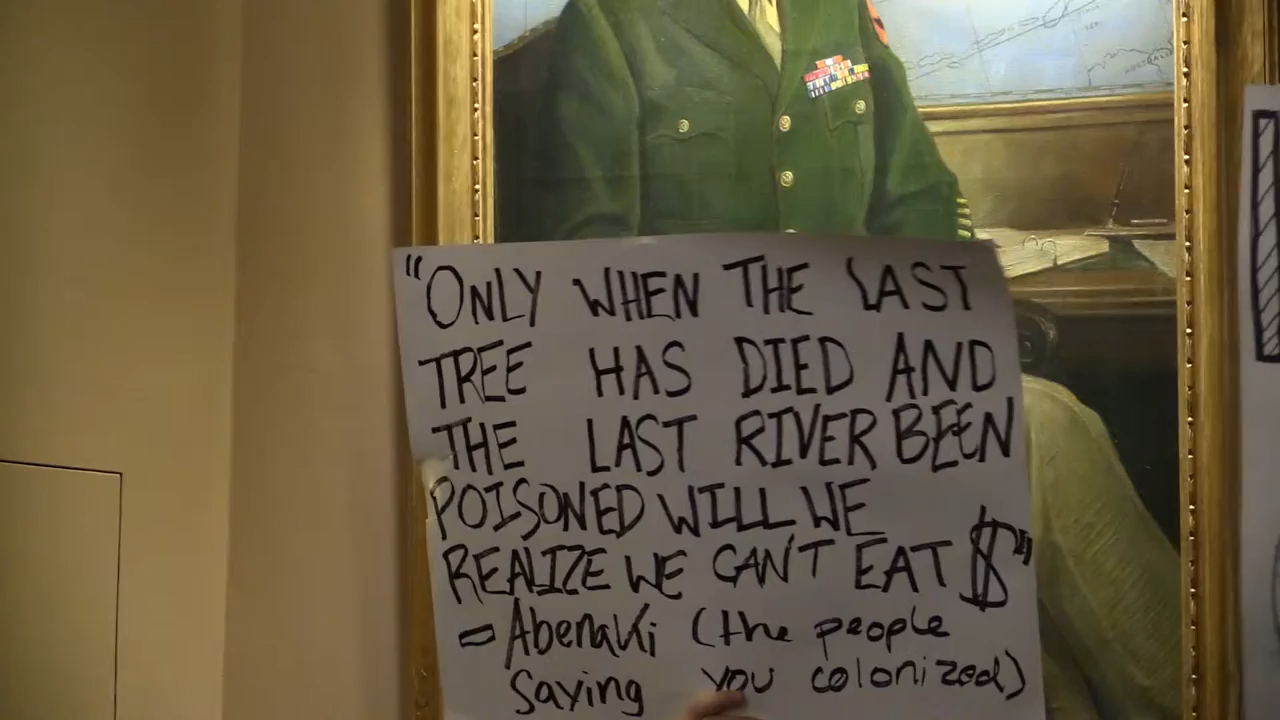 "ONLY WHEN THE LAST
TREE HAS DIED AND
THE LAST RIVER BEEN
POISONED WILL WE
REALIZE WE CAN'T EAT $"
- Abenaki (the people
saying you colonized)